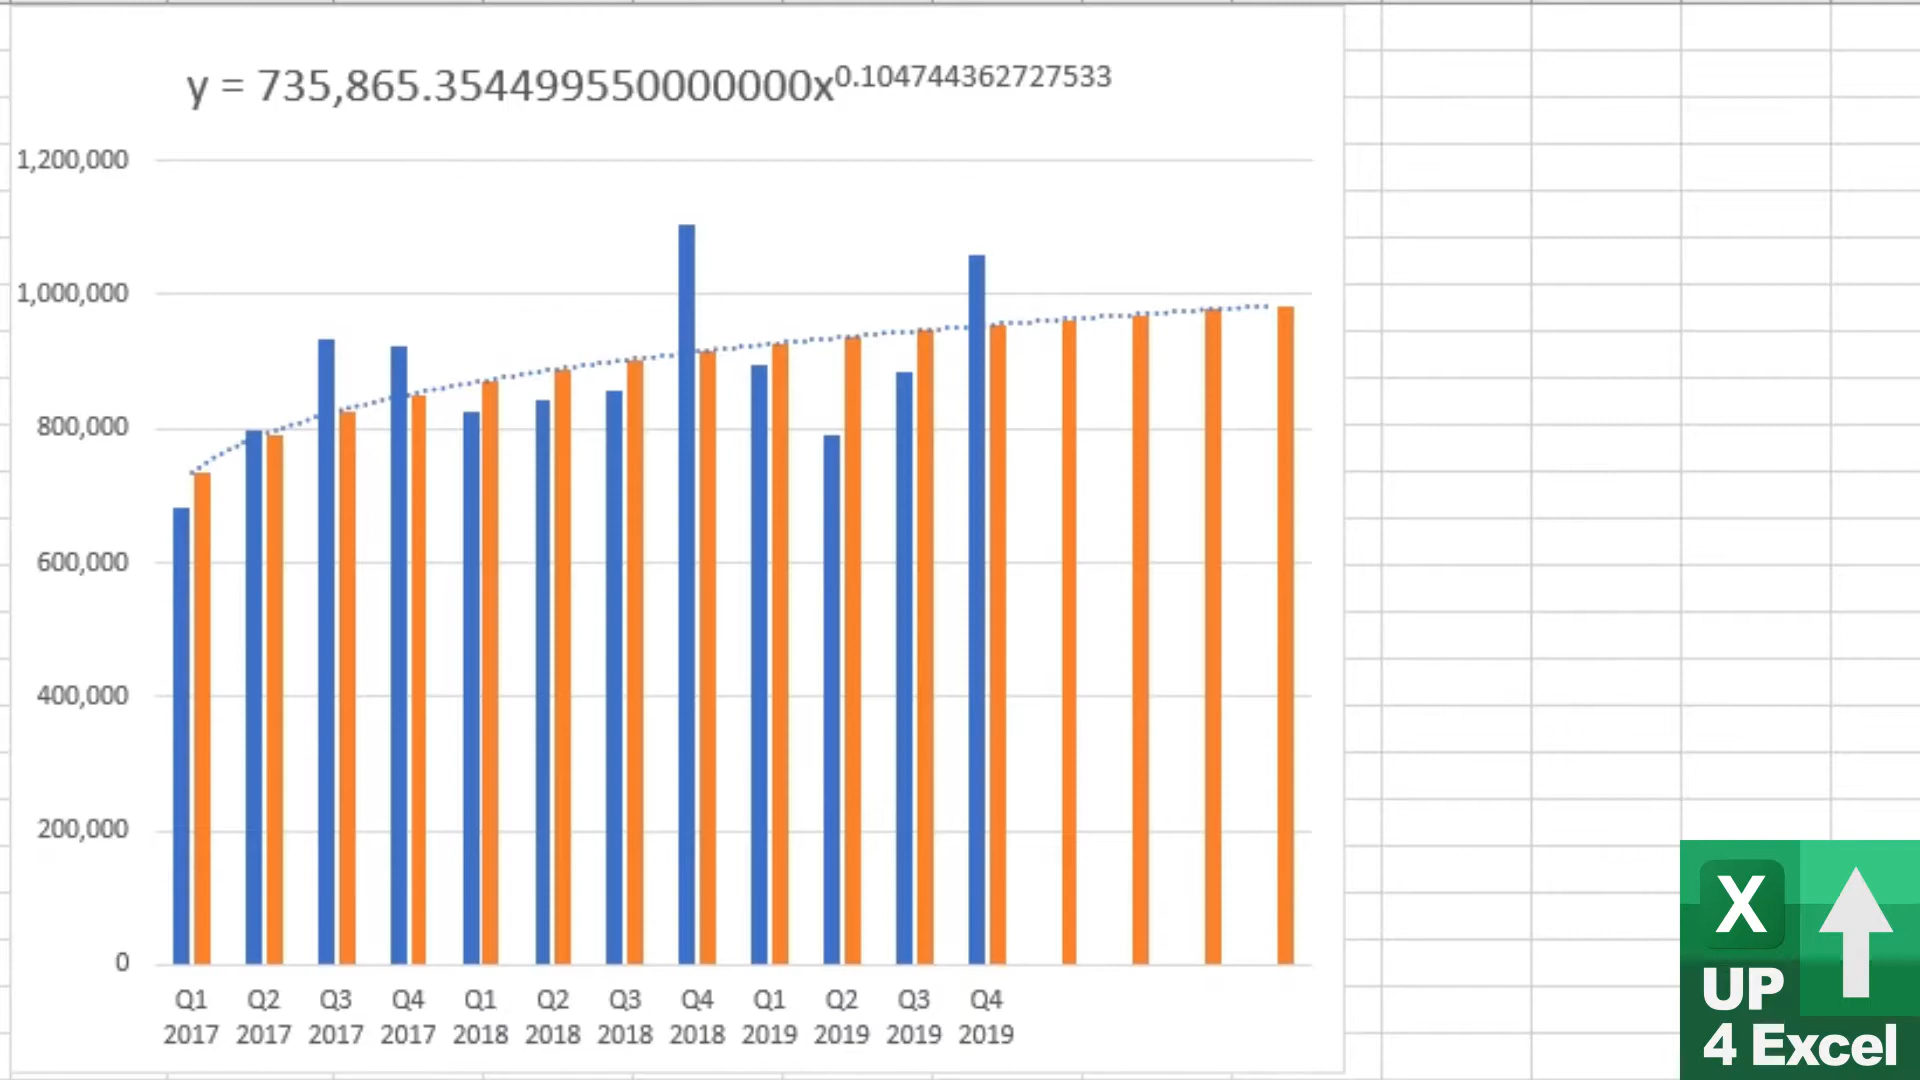 y = 735,865.354499550000000x^0.104744362727533
1,200,000
1,000,000
800,000
600,000
400,000
200,000
0
Q1 Q2 Q3 Q4 Q1 Q2 Q3 Q4 Q1 Q2 Q3 Q4
2017 2017 2017 2017 2018 2018 2018 2018 2019 2019 2019 2019
X
UP
4 Excel